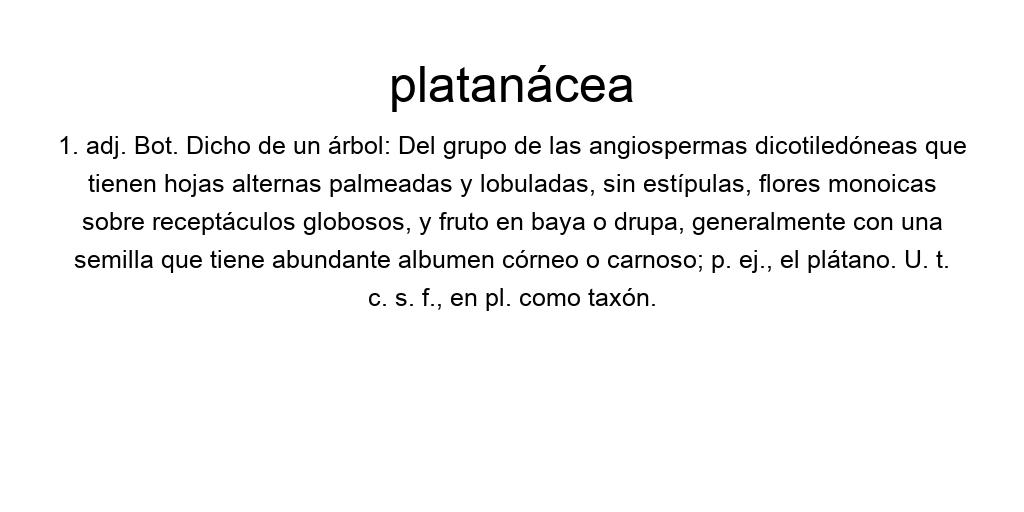 platanácea
1. adj. Bot. Dicho de un árbol: Del grupo de las angiospermas dicotiledóneas que
tienen hojas alternas palmeadas y lobuladas, sin estípulas, flores monoicas
sobre receptáculos globosos, y fruto en baya o drupa, generalmente con una
semilla que tiene abundante albumen córneo o carnoso; p. ej., el plátano. U. t.
c. s. f., en pl. como taxón.